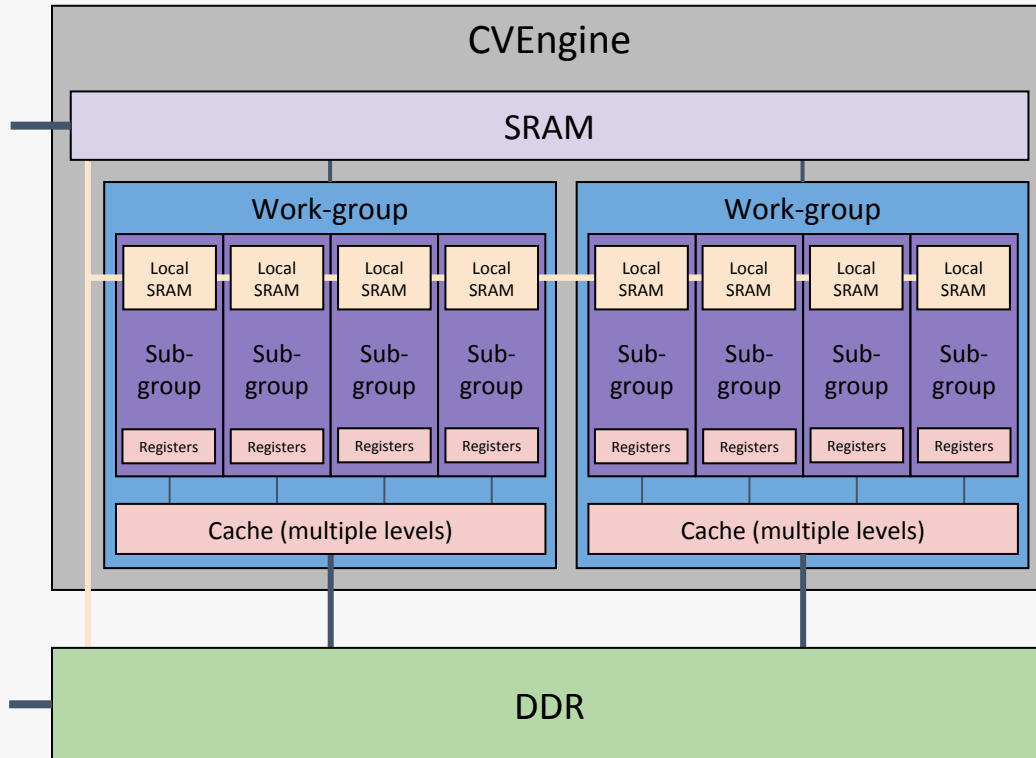 CVEngine
SRAM
Work-group
Local
SRAM
Local
SRAM
Local
SRAM
Local
SRAM
Sub-
group
Sub-
group
Sub-
group
Sub-
group
Registers
Registers
Registers
Registers
Cache (multiple levels)
Work-group
Local
SRAM
Local
SRAM
Local
SRAM
Local
SRAM
Sub-
group
Sub-
group
Sub-
group
Sub-
group
Registers
Registers
Registers
Registers
Cache (multiple levels)
DDR